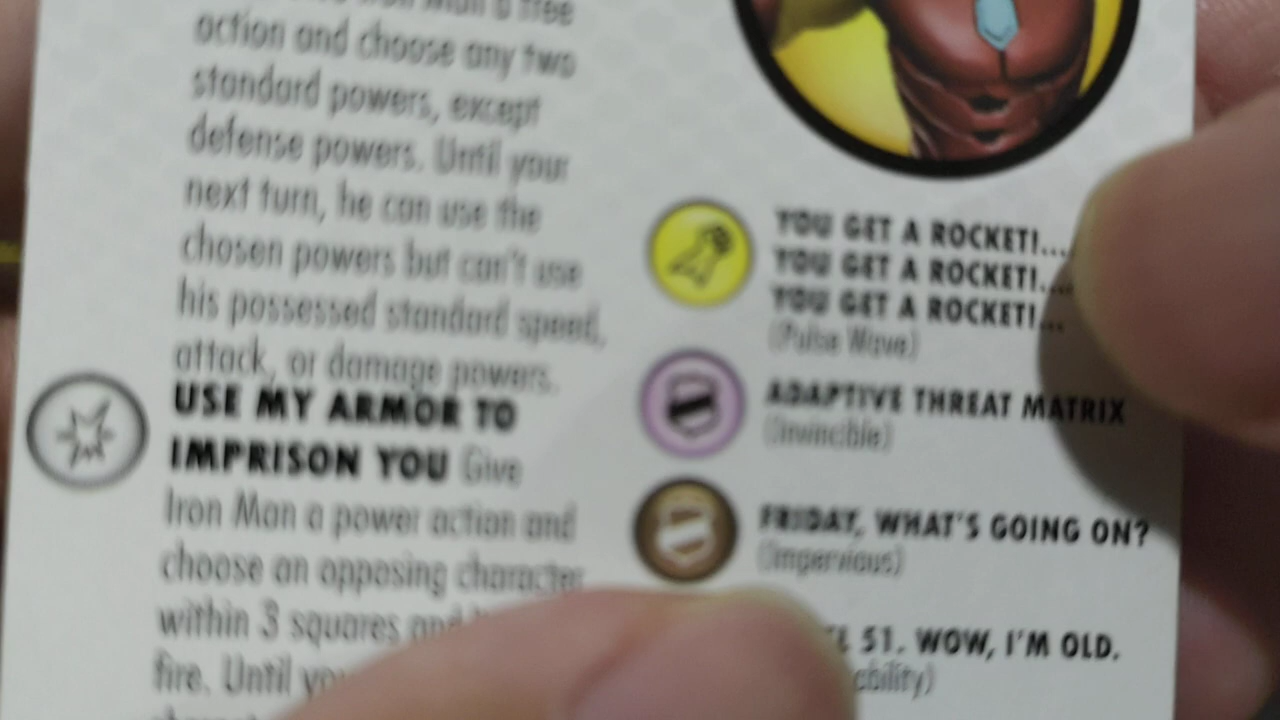 Iron Man a free
action and choose any two
standard powers, except
defense powers. Until your
next turn, he can use the
chosen powers but can't use
his possessed standard speed,
attack, or damage powers.
USE MY ARMOR TO
IMPRISON YOU Give
Iron Man a power action and
choose an opposing character
within 3 squares and
fire. Until
YOU GET A ROCKET!...
YOU GET A ROCKET!...
YOU GET A ROCKET!...
(Pulse Wave)
ADAPTIVE THREAT MATRIX
(Invincible)
FRIDAY, WHAT'S GOING ON?
(Impervious)
51. WOW, I'M OLD.